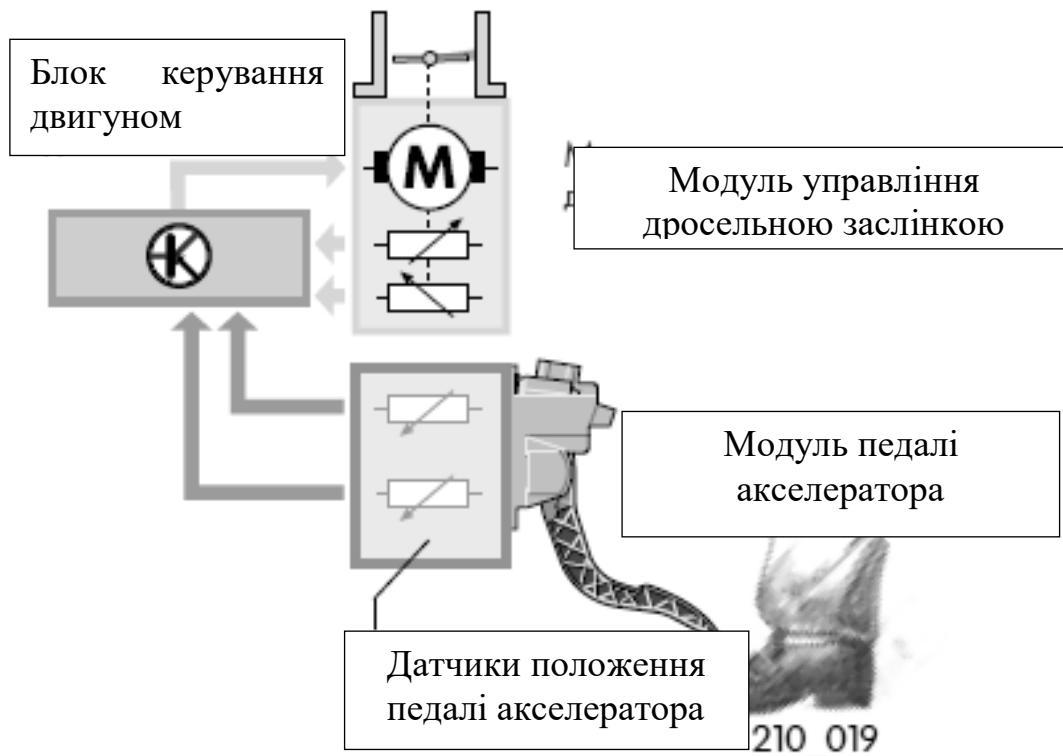 Блок керування
двигуном
M
Модуль управління
дросельною заслінкою
K
Модуль педалі
акселератора
Датчики положення
педалі акселератора
210 019